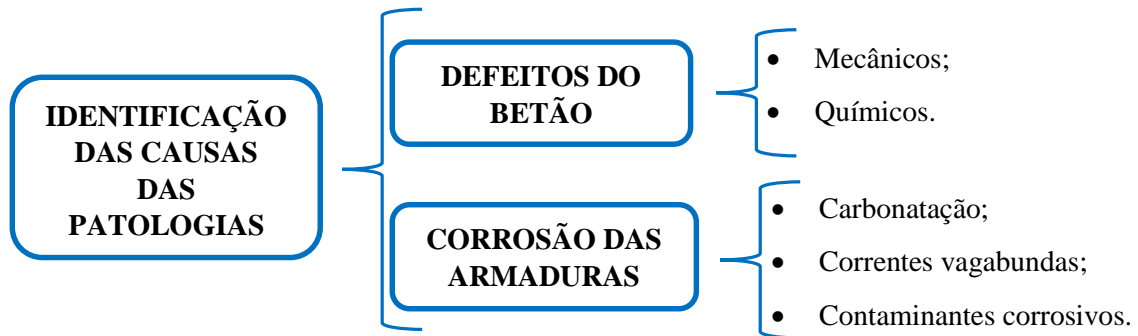 IDENTIFICAÇÃO
DAS CAUSAS
DAS
PATOLOGIAS
DEFEITOS DO
BETÃO
• Mecânicos;
• Químicos.
CORROSÃO DAS
ARMADURAS
• Carbonatação;
• Correntes vagabundas;
• Contaminantes corrosivos.